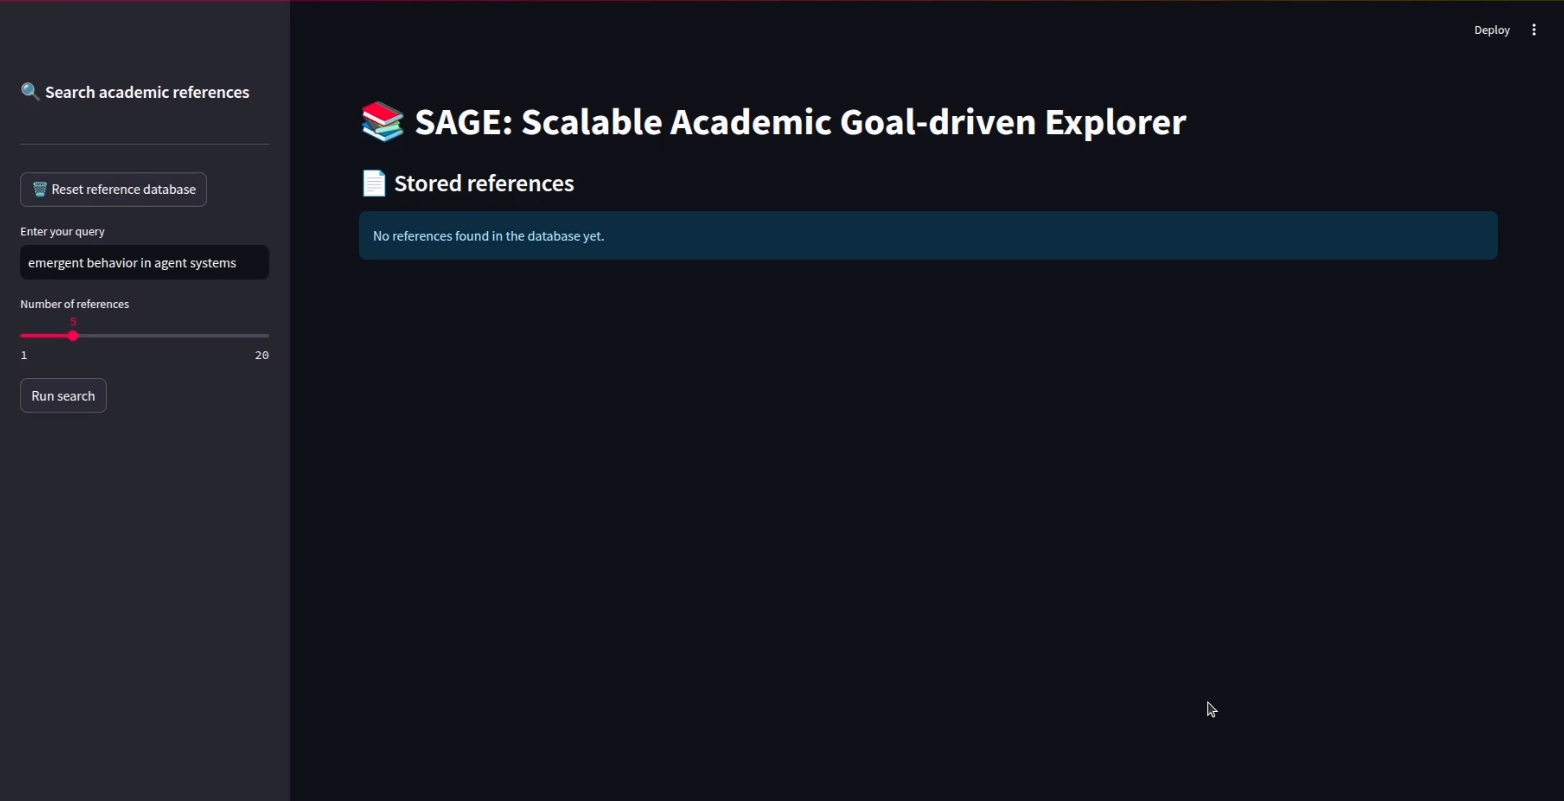 Deploy
🔍 Search academic references
🗑️ Reset reference database
Enter your query
emergent behavior in agent systems
Number of references
5
1 20
Run search
📚 SAGE: Scalable Academic Goal-driven Explorer
📄 Stored references
No references found in the database yet.